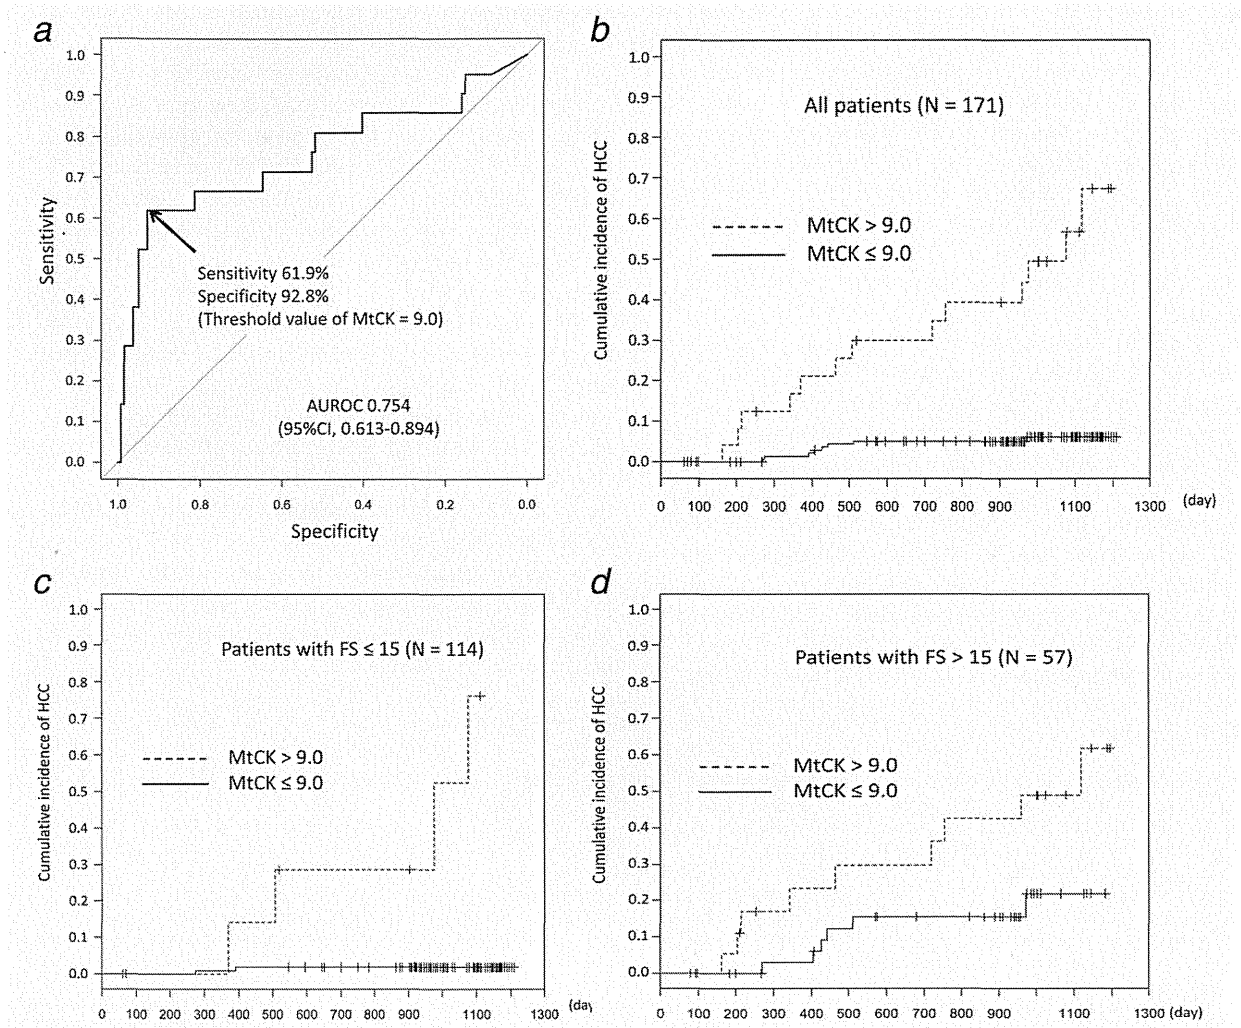 a
1.0
0.9
0.8
0.7
0.6
0.5
0.4
0.3
0.2
0.1
0.0
Sensitivity
Sensitivity 61.9%
Specificity 92.8%
(Threshold value of MtCK = 9.0)
AUROC 0.754
(95%CI, 0.613-0.894)
1.0 0.8 0.6 0.4 0.2 0.0
Specificity
b
1.0
0.9
0.8
0.7
0.6
0.5
0.4
0.3
0.2
0.1
0.0
Cumulative incidence of HCC
All patients (N = 171)
MtCK > 9.0
MtCK ≤ 9.0
0 100 200 300 400 500 600 700 800 900 1100 1300 (day)
c
1.0
0.9
0.8
0.7
0.6
0.5
0.4
0.3
0.2
0.1
0.0
Cumulative incidence of HCC
Patients with FS ≤ 15 (N = 114)
MtCK > 9.0
MtCK ≤ 9.0
0 100 200 300 400 500 600 700 800 900 1100 1300 (day
d
1.0
0.9
0.8
0.7
0.6
0.5
0.4
0.3
0.2
0.1
0.0
Cumulative incidence of HCC
Patients with FS > 15 (N = 57)
MtCK > 9.0
MtCK ≤ 9.0
0 100 200 300 400 500 600 700 800 900 1100 1300 (day)